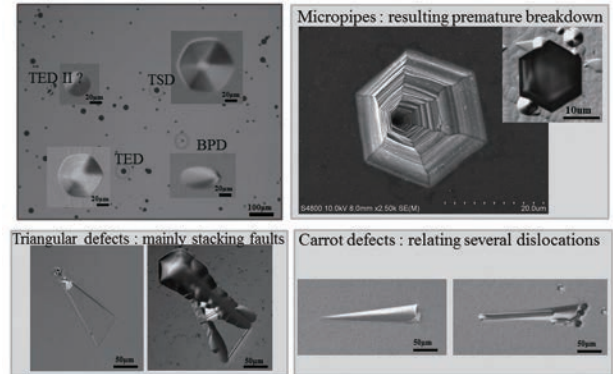 TED II ?
20μm
TSD
20μm
TED
20μm
BPD
20μm
100μm
Micropipes : resulting premature breakdown
10μm
S4800 10.0kV 8.0mm x2.50k SE(M)
20.0um
Triangular defects : mainly stacking faults
50μm
50μm
Carrot defects : relating several dislocations
50μm
50μm